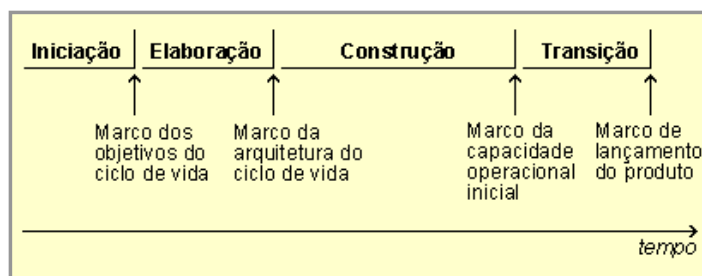 Iniciação Elaboração Construção Transição
Marco dos
objetivos do
ciclo de vida
Marco da
arquitetura do
ciclo de vida
Marco da
capacidade
operacional
inicial
Marco de
lançamento
do produto
tempo